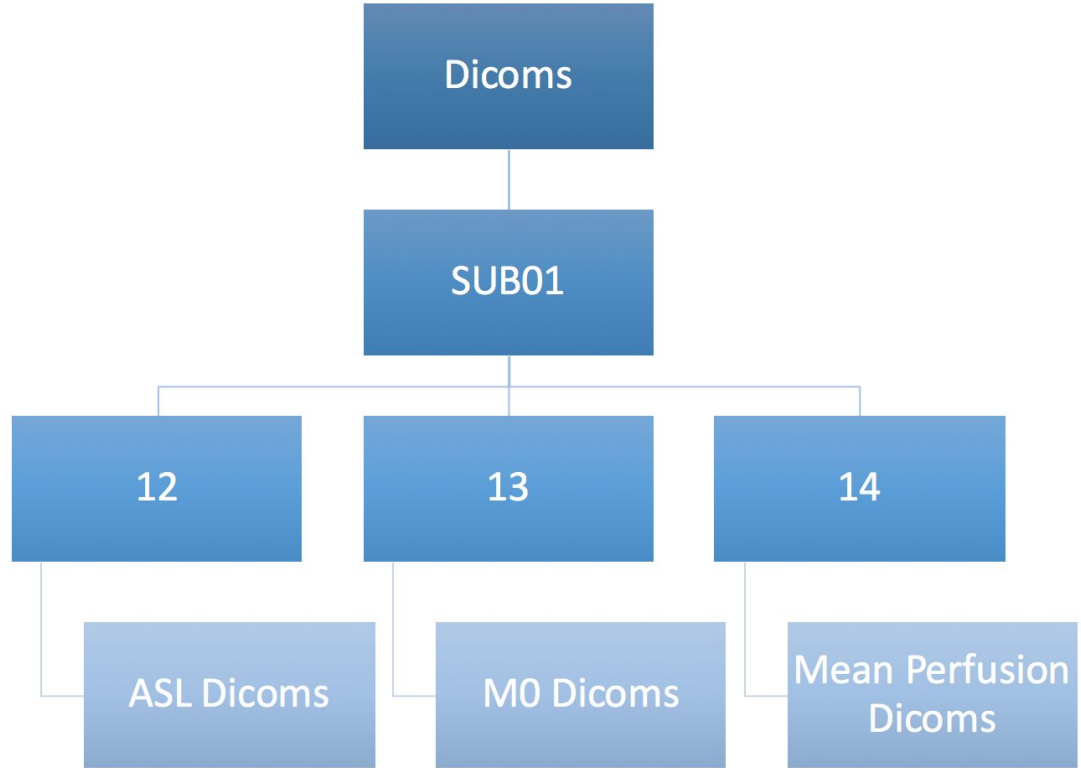 Dicoms
SUB01
12
13
14
ASL Dicoms
M0 Dicoms
Mean Perfusion
Dicoms